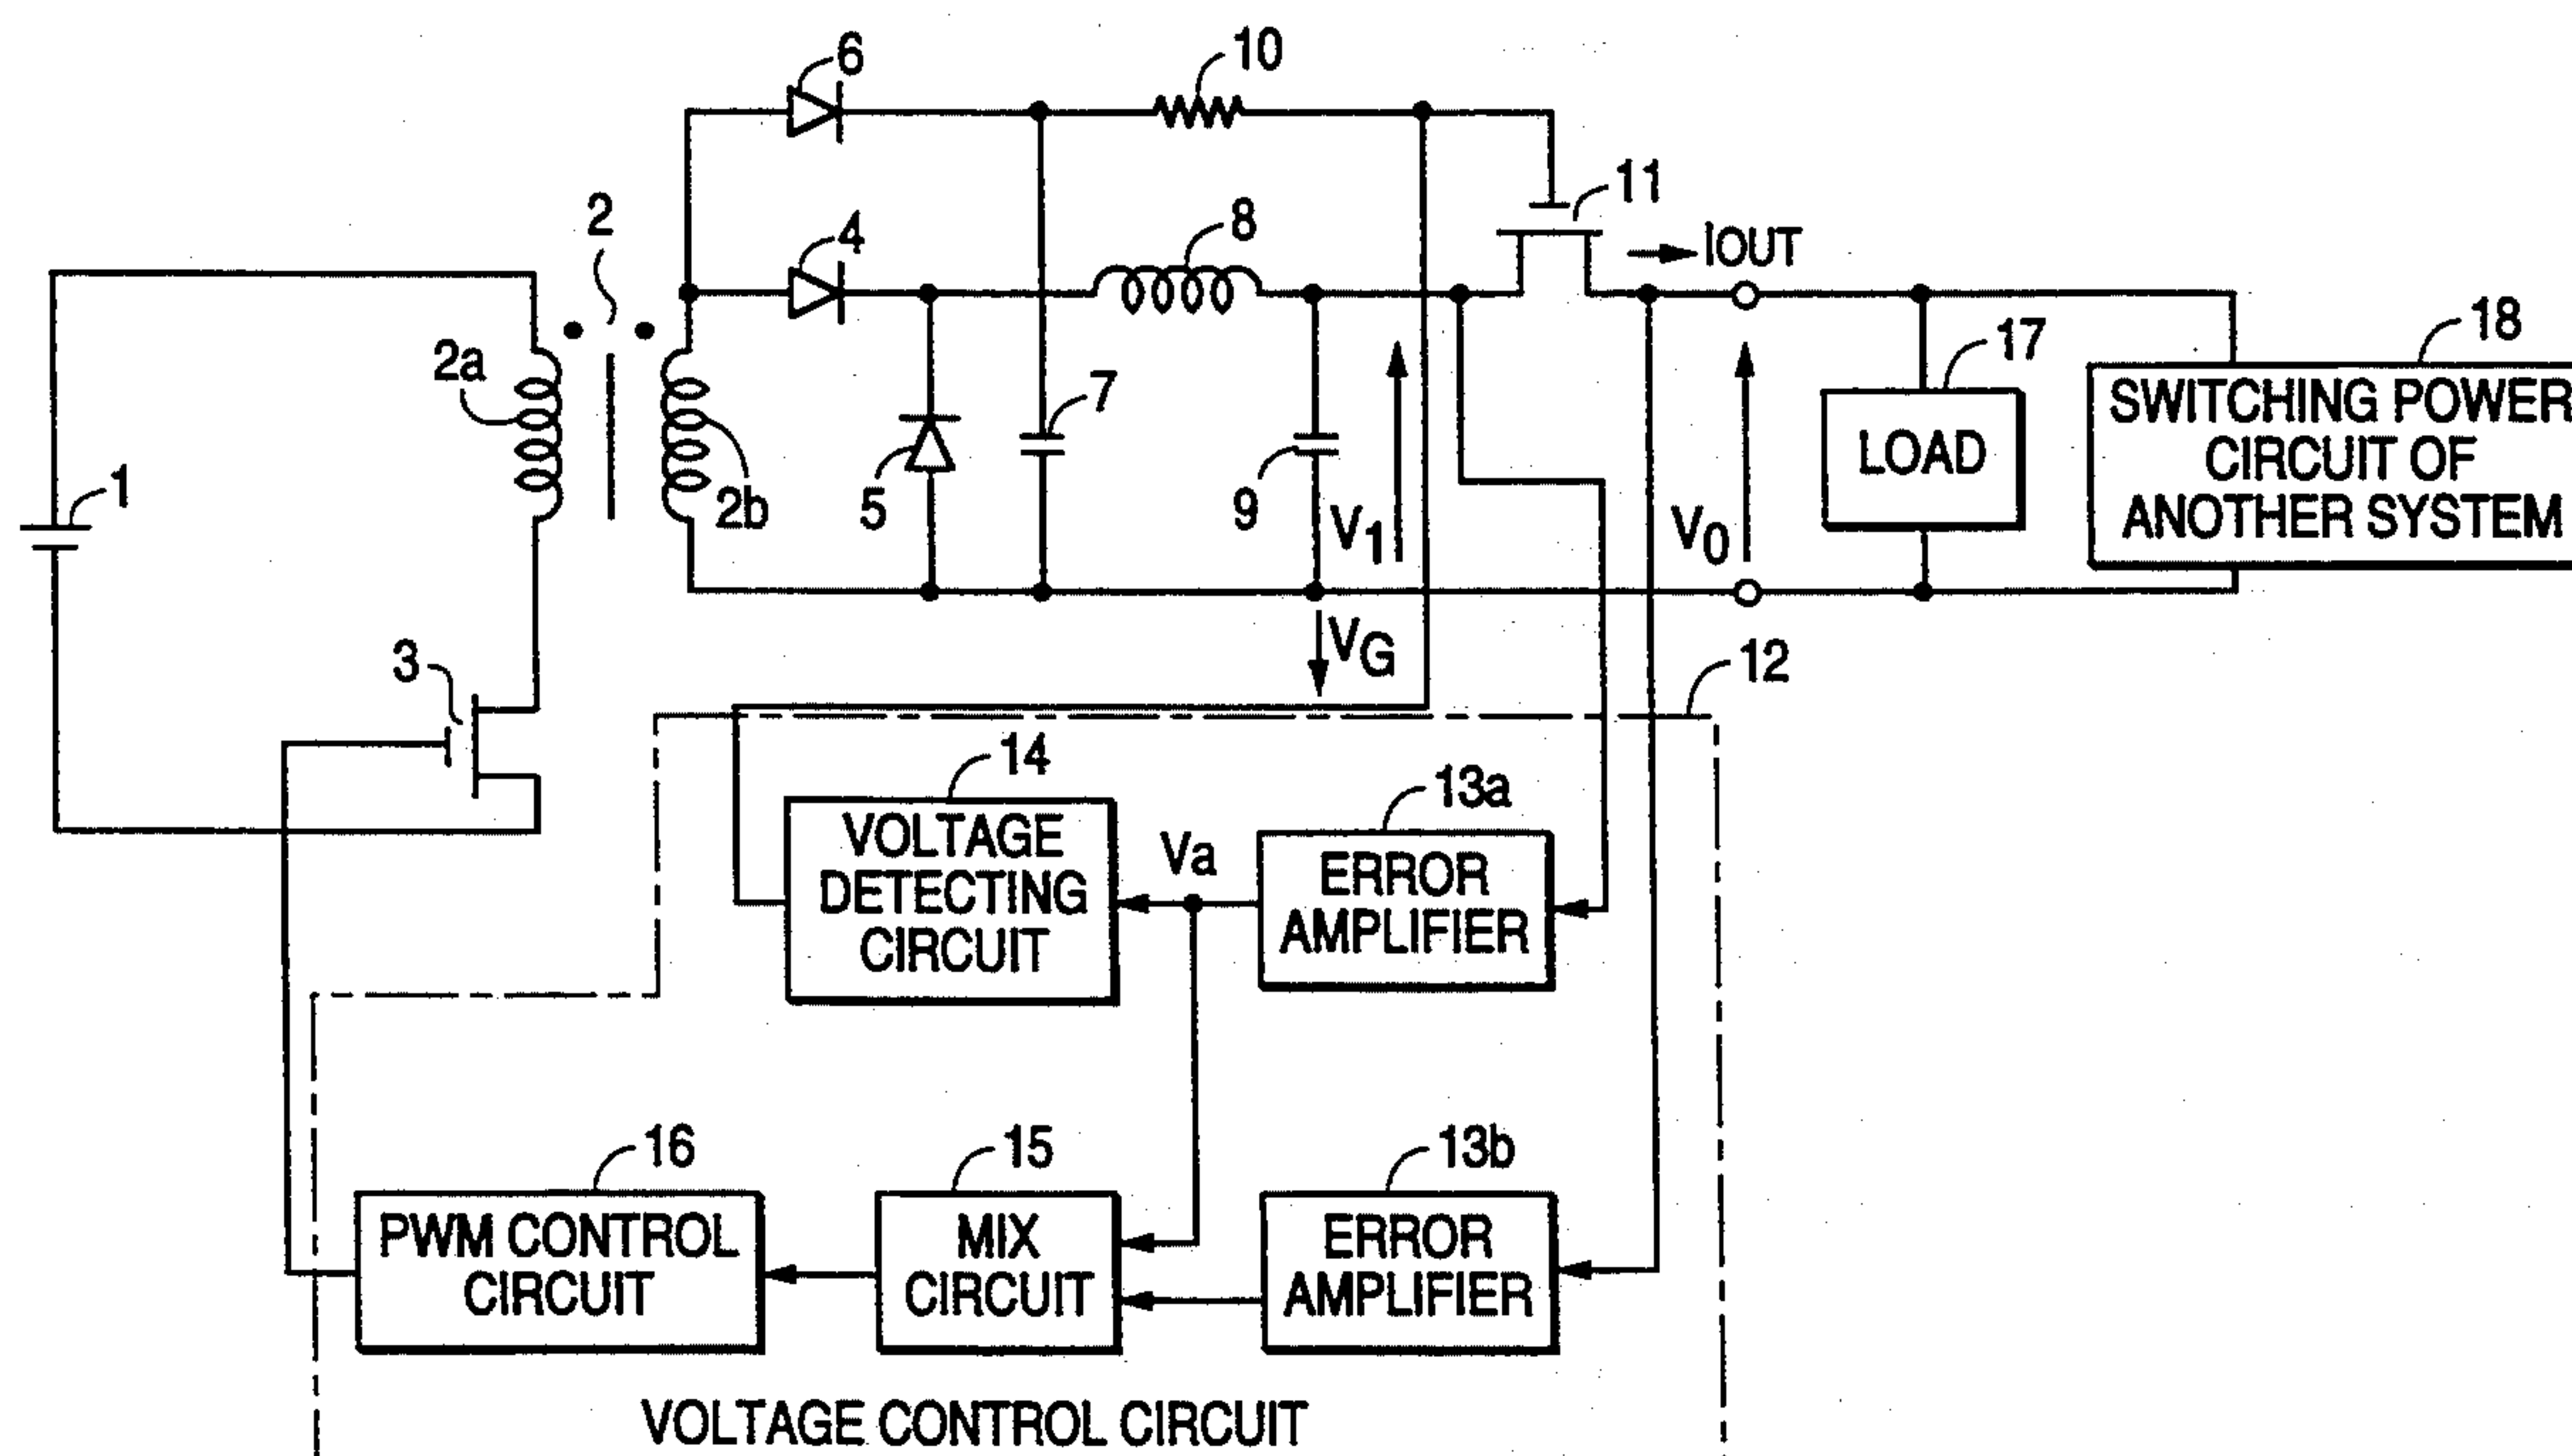 6
10
11
2
4
8
IOUT
18
17
2a
7
SWITCHING POWER
CIRCUIT OF
ANOTHER SYSTEM
LOAD
1
5
2b
9
V1
V0
3
VG
12
14
13a
VOLTAGE
DETECTING
CIRCUIT
Va
ERROR
AMPLIFIER
16
15
13b
PWM CONTROL
CIRCUIT
MIX
CIRCUIT
ERROR
AMPLIFIER
VOLTAGE CONTROL CIRCUIT